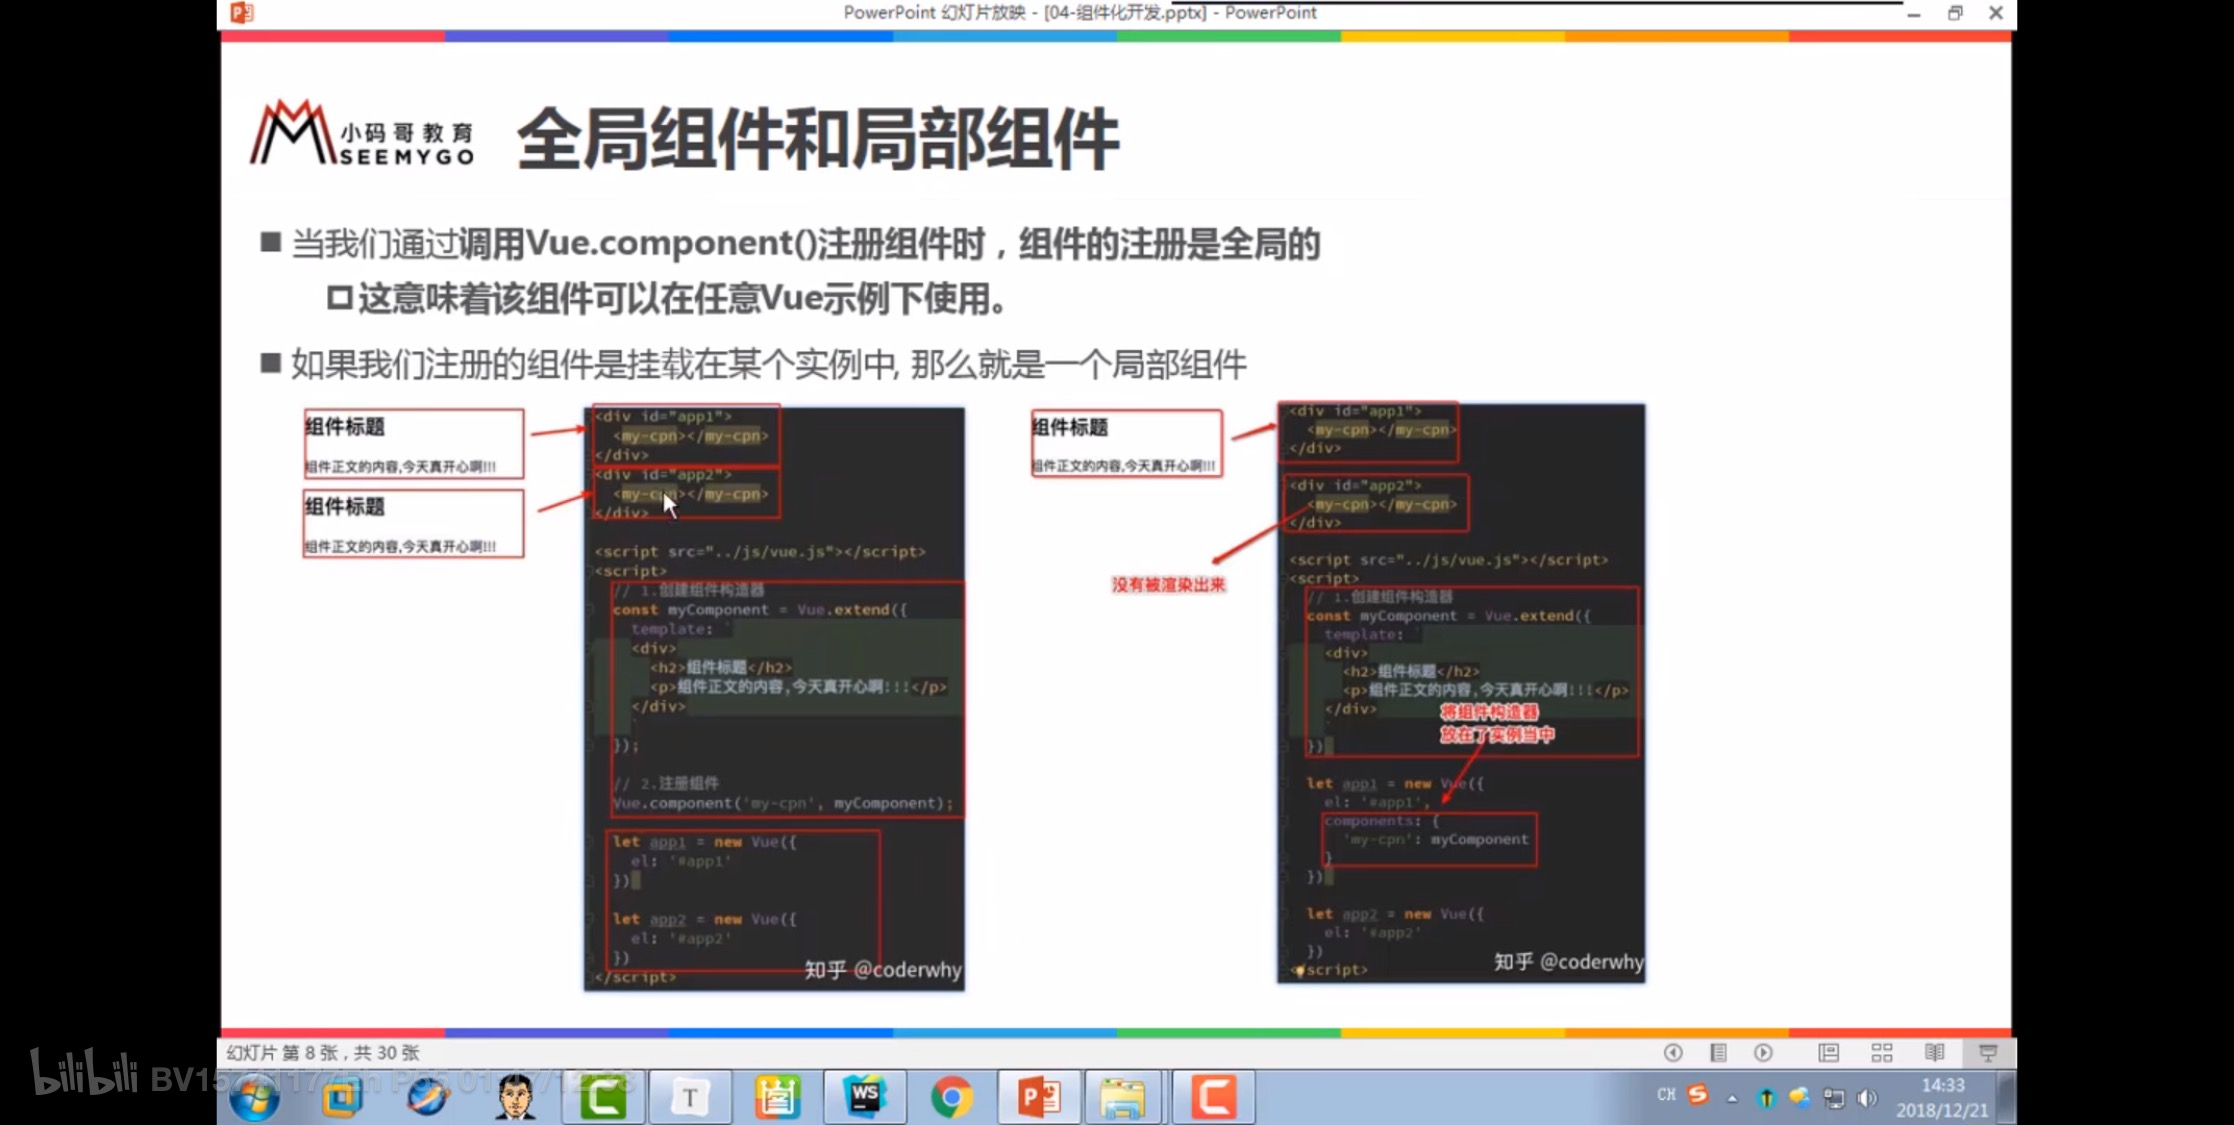 PowerPoint 幻灯片放映 - [04-组件化开发.pptx] - PowerPoint
小码哥教育
SEEMYGO
全局组件和局部组件
当我们通过调用Vue.component()注册组件时，组件的注册是全局的
这意味着该组件可以在任意Vue示例下使用。
如果我们注册的组件是挂载在某个实例中, 那么就是一个局部组件
组件标题
组件正文的内容,今天真开心啊!!!
组件标题
组件正文的内容,今天真开心啊!!!
<div id="app1">
<my-cpn></my-cpn>
</div>
<div id="app2">
<my-cpn></my-cpn>
</div>
<script src="../js/vue.js"></script>
<script>
// 1.创建组件构造器
const myComponent = Vue.extend({
template: `
<div>
<h2>组件标题</h2>
<p>组件正文的内容,今天真开心啊!!!</p>
</div>
`
});
// 2.注册组件
Vue.component('my-cpn', myComponent);
let app1 = new Vue({
el: '#app1'
})
let app2 = new Vue({
el: '#app2'
})
</script>
知乎 @coderwhy
组件标题
组件正文的内容,今天真开心啊!!!
没有被渲染出来
<div id="app1">
<my-cpn></my-cpn>
</div>
<div id="app2">
<my-cpn></my-cpn>
</div>
<script src="../js/vue.js"></script>
<script>
// 1.创建组件构造器
const myComponent = Vue.extend({
template: `
<div>
<h2>组件标题</h2>
<p>组件正文的内容,今天真开心啊!!!</p>
</div>
将组件构造器
放在了实例当中
})
let app1 = new Vue({
el: '#app1',
components: {
'my-cpn': myComponent
}
})
let app2 = new Vue({
el: '#app2'
})
script>
知乎 @coderwhy
幻灯片 第 8 张，共 30 张
bilibili
T
WS
CH
14:33
2018/12/21